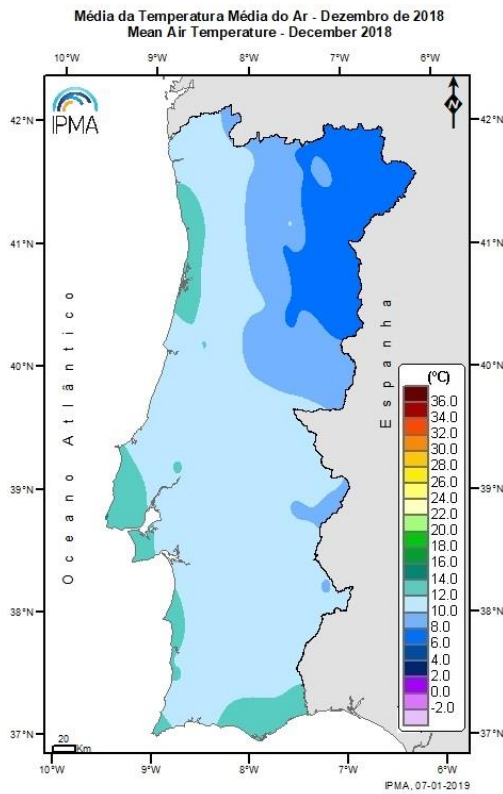 Média da Temperatura Média do Ar - Dezembro de 2018
Mean Air Temperature - December 2018
10°W 9°W 8°W 7°W 6°W
IPMA
N
42°N 42°N
41°N 41°N
40°N 40°N
39°N 39°N
38°N 38°N
37°N 37°N
Oceano Atlântico
Espanha
(°C)
36.0
34.0
32.0
30.0
28.0
26.0
24.0
22.0
20.0
18.0
16.0
14.0
12.0
10.0
8.0
6.0
4.0
2.0
0.0
-2.0
20
Km
10°W 9°W 8°W 7°W 6°W
IPMA, 07-01-2019